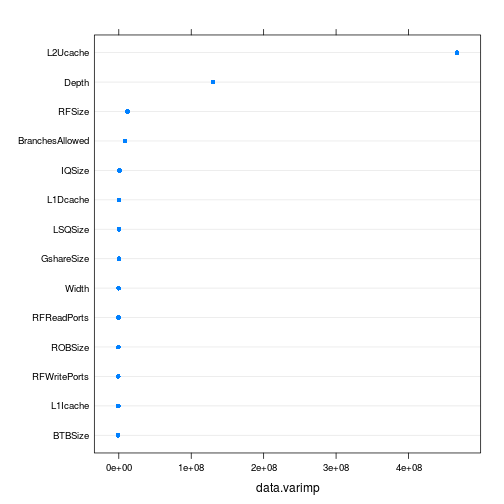 L2Ucache
Depth
RFSize
BranchesAllowed
IQSize
L1Dcache
LSQSize
GshareSize
Width
RFReadPorts
ROBSize
RFWritePorts
L1Icache
BTBSize
0e+00 1e+08 2e+08 3e+08 4e+08
data.varimp